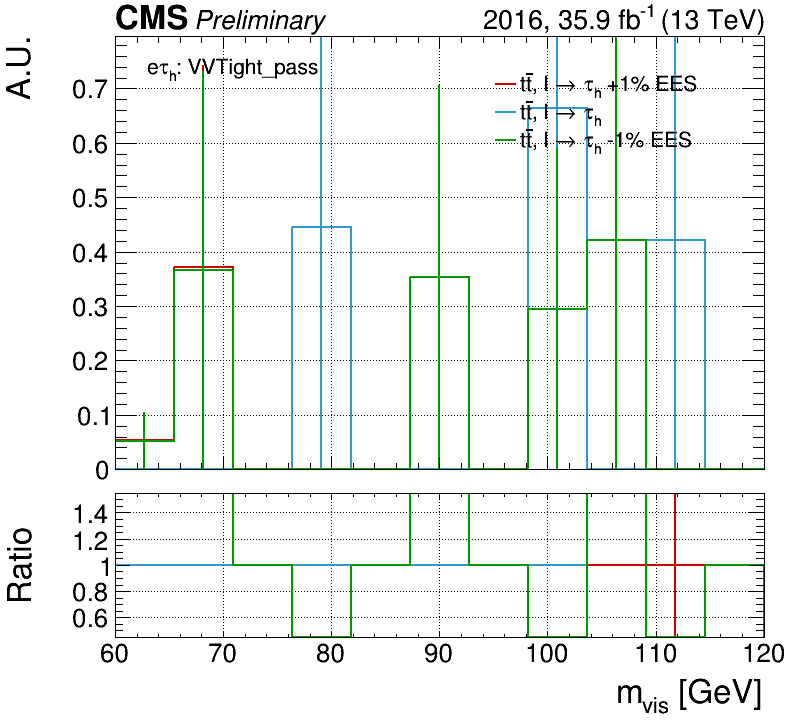 CMS Preliminary 2016, 35.9 fb⁻¹ (13 TeV)
A.U.
eτh: VVTight_pass
tt̄, l → τh +1% EES
tt̄, l → τh
tt̄, l → τh -1% EES
0.7
0.6
0.5
0.4
0.3
0.2
0.1
0
Ratio
1.4
1.2
1
0.8
0.6
60 70 80 90 100 110 120
mvis [GeV]